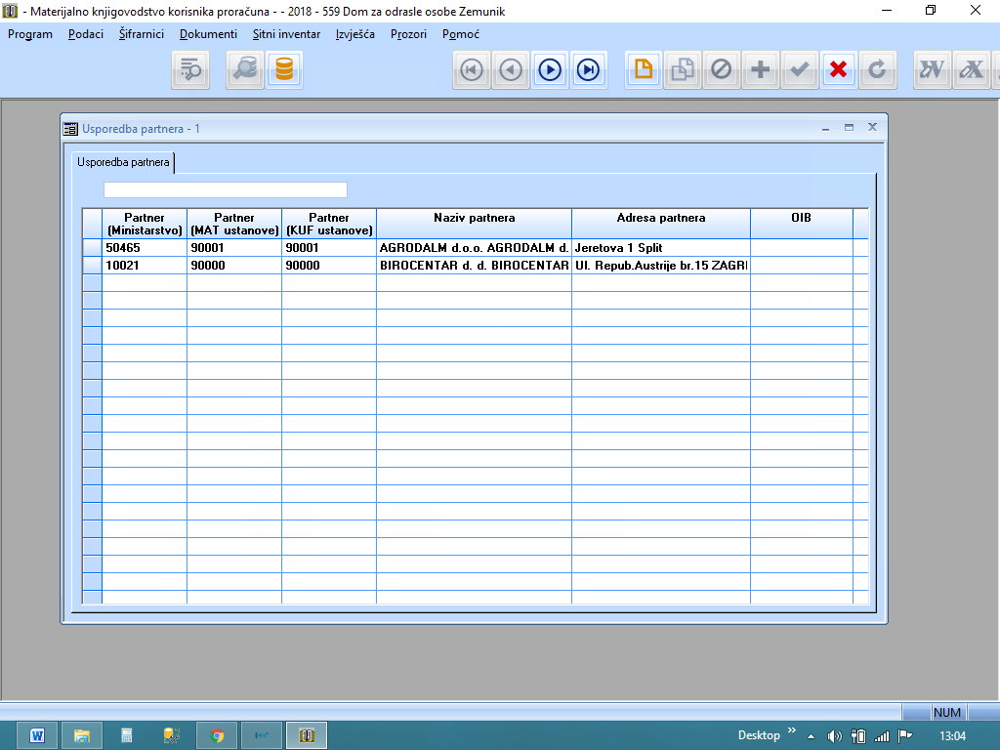 - Materijalno knjigovodstvo korisnika proračuna - - 2018 - 559 Dom za odrasle osobe Zemunik
Program Podaci Šifrarnici Dokumenti Sitni inventar Izvješća Prozori Pomoć
Usporedba partnera - 1
Usporedba partnera
Partner (Ministarstvo) Partner (MAT ustanove) Partner (KUF ustanove) Naziv partnera Adresa partnera OIB
50465 90001 90001 AGRODALM d.o.o. AGRODALM d. Jeretova 1 Split
10021 90000 90000 BIROCENTAR d. d. BIROCENTAR Ul. Repub.Austrije br.15 ZAGRI
NUM
Desktop 13:04